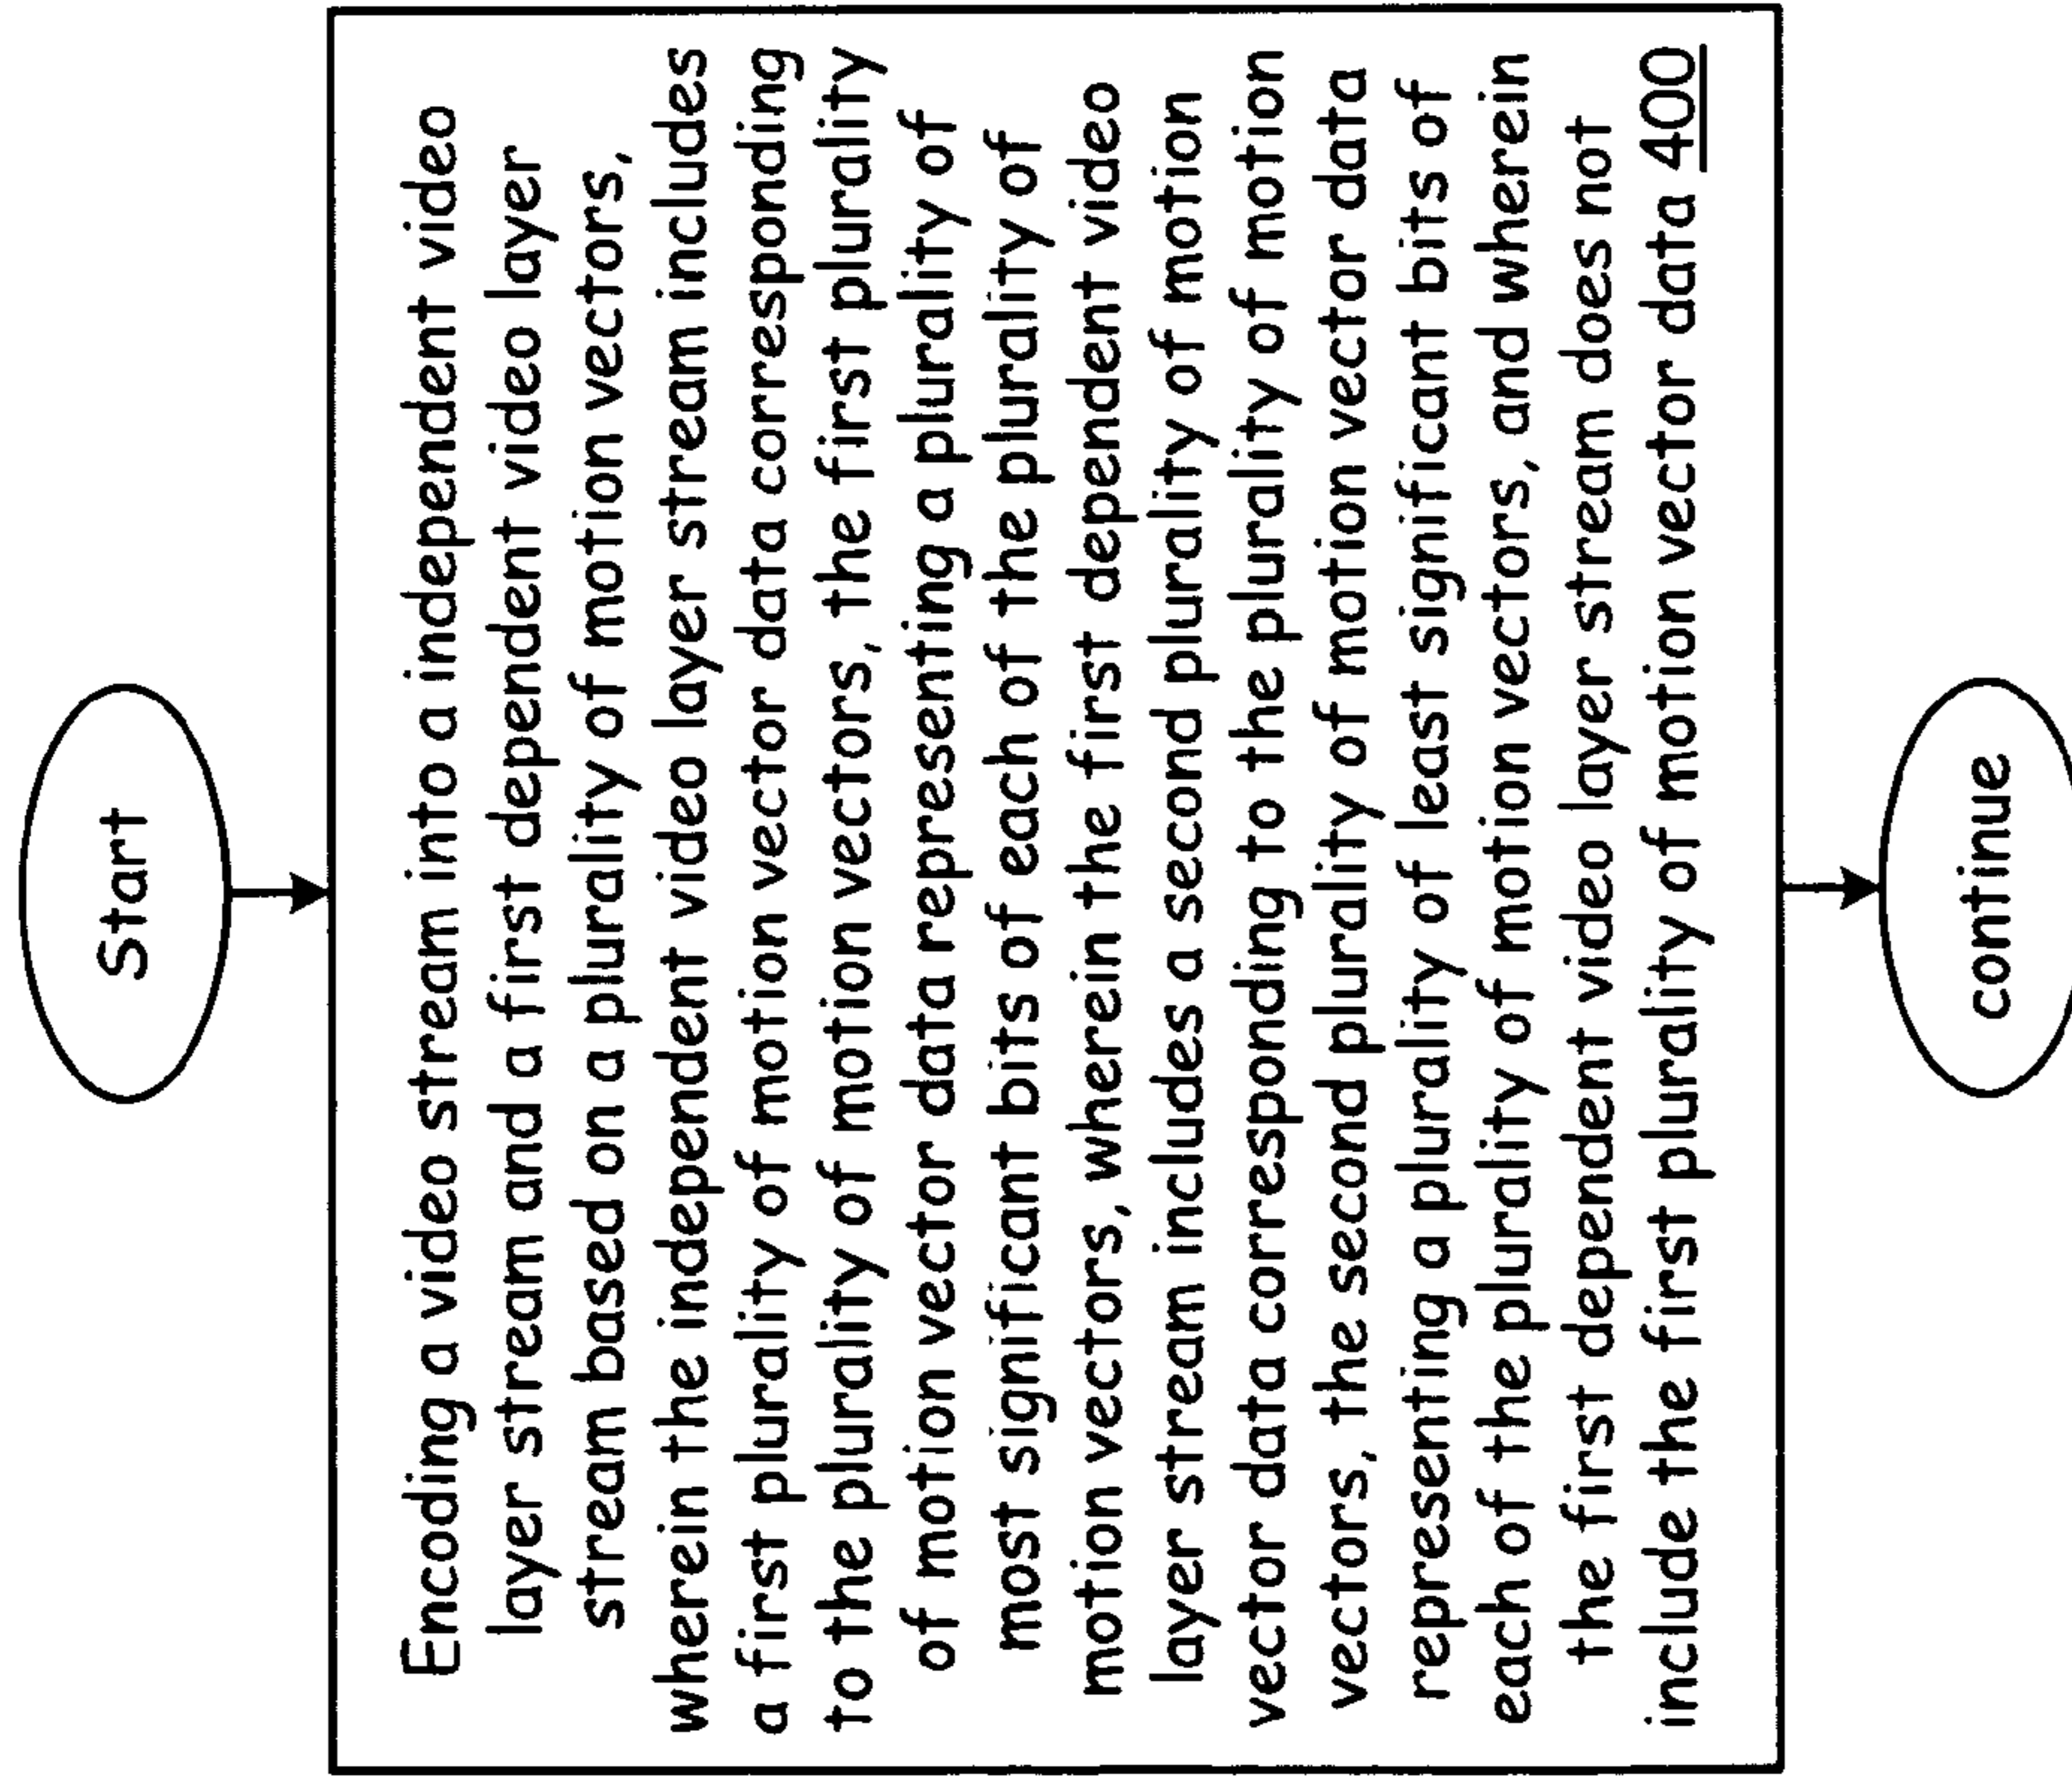 Start
Encoding a video stream into a independent video
layer stream and a first dependent video layer
stream based on a plurality of motion vectors,
wherein the independent video layer stream includes
a first plurality of motion vector data corresponding
to the plurality of motion vectors, the first plurality
of motion vector data representing a plurality of
most significant bits of each of the plurality of
motion vectors, wherein the first dependent video
layer stream includes a second plurality of motion
vector data corresponding to the plurality of motion
vectors, the second plurality of motion vector data
representing a plurality of least significant bits of
each of the plurality of motion vectors, and wherein
the first dependent video layer stream does not
include the first plurality of motion vector data 400
continue